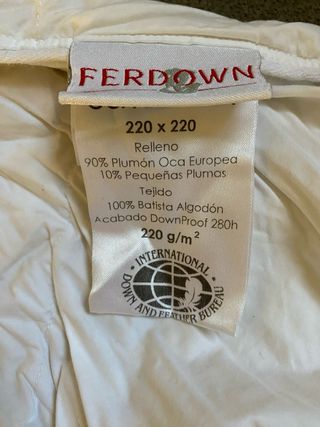 FERDOWN
220 x 220
Relleno
90% Plumón Oca Europea
10% Pequeñas Plumas
Tejido
100% Batista Algodón
Acabado DownProof 280h
220 g/m²
INTERNATIONAL
DOWN AND FEATHER BUREAU